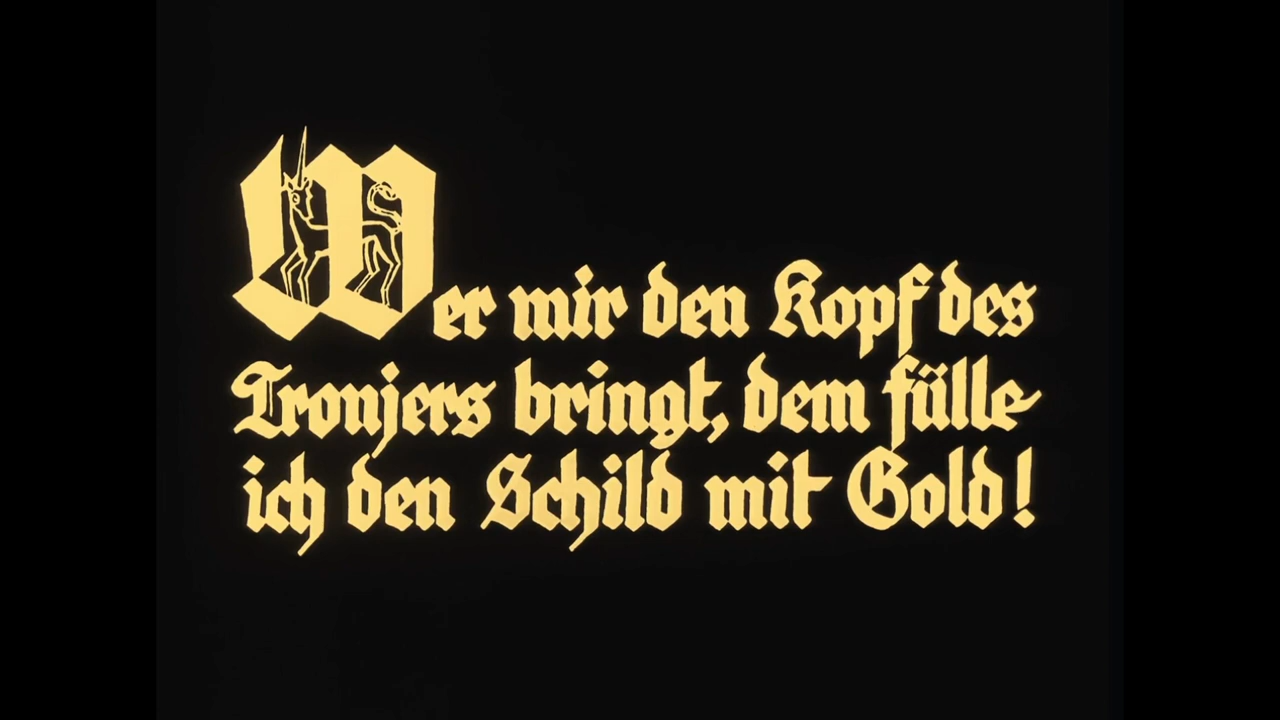 Wer mir den Kopf des
Tronjers bringt, dem fülle
ich den Schild mit Gold!